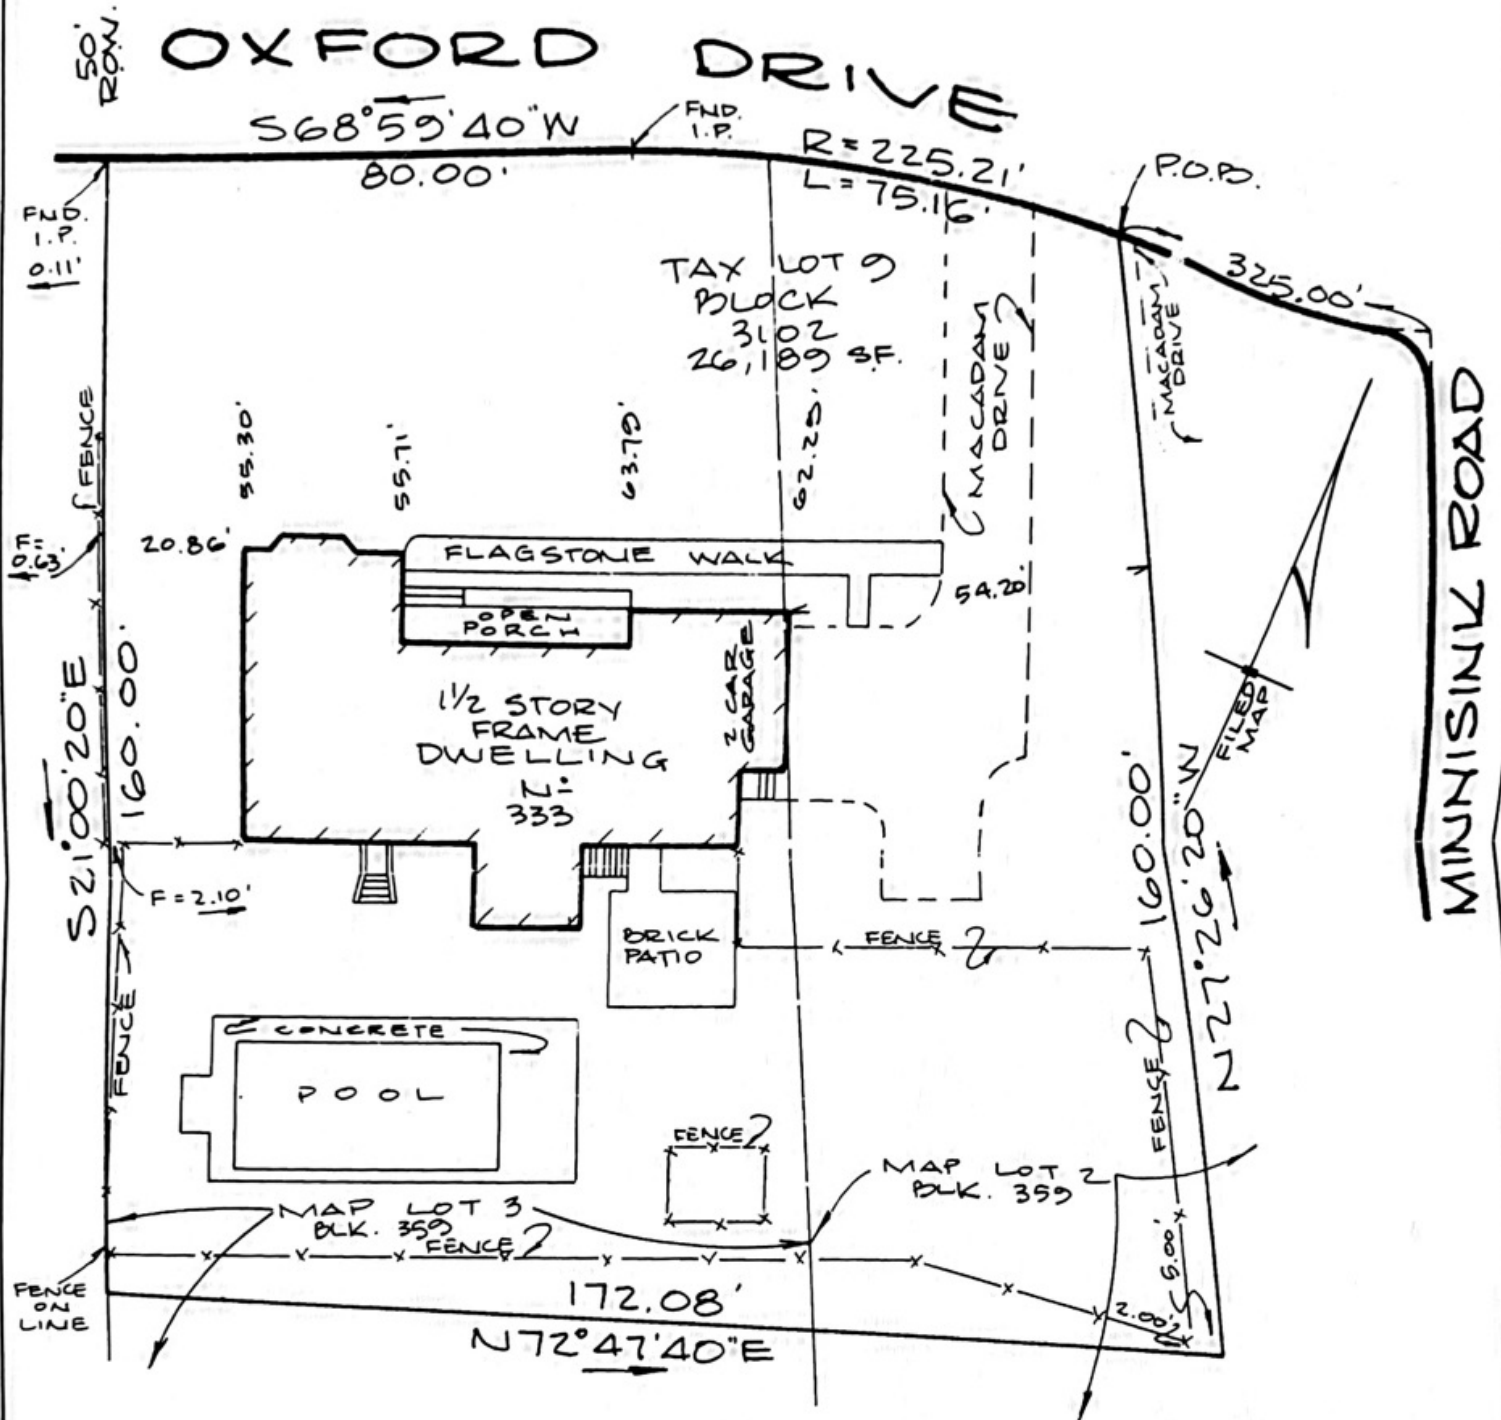 50'
R.O.W.
OXFORD DRIVE
S68°59'40"W
80.00'
FND.
I.P.
R=225.21'
L=75.16'
P.O.B.
325.00'
FND.
I.P.
0.11'
TAX LOT 9
BLOCK
3102
26,189 S.F.
MACADAM
DRIVE
MACADAM
DRIVE
MINNISINK ROAD
FENCE
55.30'
55.71'
63.79'
62.29'
F=
0.63'
20.86'
FLAGSTONE WALK
54.20'
OPEN
PORCH
2 CAR
GARAGE
1½ STORY
FRAME
DWELLING
Nº
333
S21°00'20"E
160.00'
FILED
MAP
160.00'
N27°26'20"W
F=2.10'
BRICK
PATIO
FENCE
FENCE
CONCRETE
POOL
FENCE
FENCE
MAP LOT 2
BLK. 359
MAP LOT 3
BLK. 359
FENCE
5.00'
2.00'
FENCE
ON
LINE
172.08'
N72°47'40"E